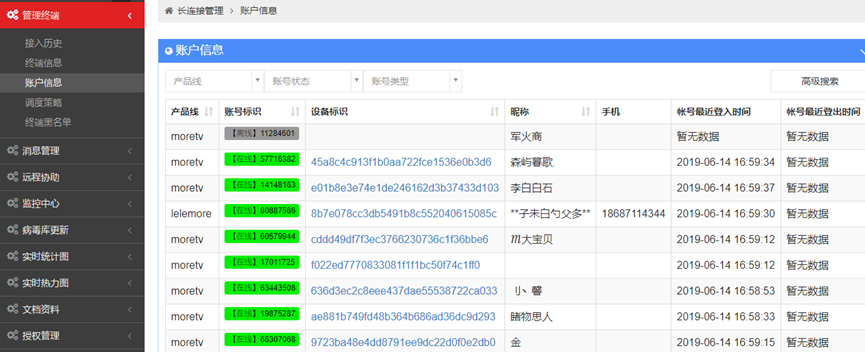 管理终端
长连接管理 > 账户信息
接入历史
终端信息
账户信息
调度策略
终端黑名单
消息管理
远程协助
监控中心
病毒库更新
实时统计图
实时热力图
文档资料
授权管理
账户信息
产品线 账号状态 账号类型 高级搜索
产品线 账号标识 设备标识 昵称 手机 帐号最近登入时间 帐号最近登出时间
moretv 【离线】11284601 军火商 暂无数据 暂无数据
moretv 【在线】57716382 45a8c4c913f1b0aa722fce1536e0b3d6 森屿暮歌 2019-06-14 16:59:34 暂无数据
moretv 【在线】14148163 e01b8e3e74e1de246162d3b37433d103 李白白石 2019-06-14 16:59:37 暂无数据
lelemore 【在线】80887586 8b7e078cc3db5491b8c552040615085c **子未白勺父多** 18687114344 2019-06-14 16:59:30 暂无数据
moretv 【在线】60579944 cddd49df7f3ec3766230736c1f36bbe6 ℳ大宝贝 2019-06-14 16:59:12 暂无数据
moretv 【在线】17011725 f022ed7770833081f1f1bc50f74c1ff0 2019-06-14 16:59:12 暂无数据
moretv 【在线】63443506 636d3ec2c8eee437dae55538722ca033 刂丶馨 2019-06-14 16:58:53 暂无数据
moretv 【在线】19875287 ae881b749fd48b364b686ad36dc9d293 睹物思人 2019-06-14 16:58:33 暂无数据
moretv 【在线】66307068 9723ba48e4dd8791ee9dc22d0f0e2db0 金 2019-06-14 16:59:15 暂无数据